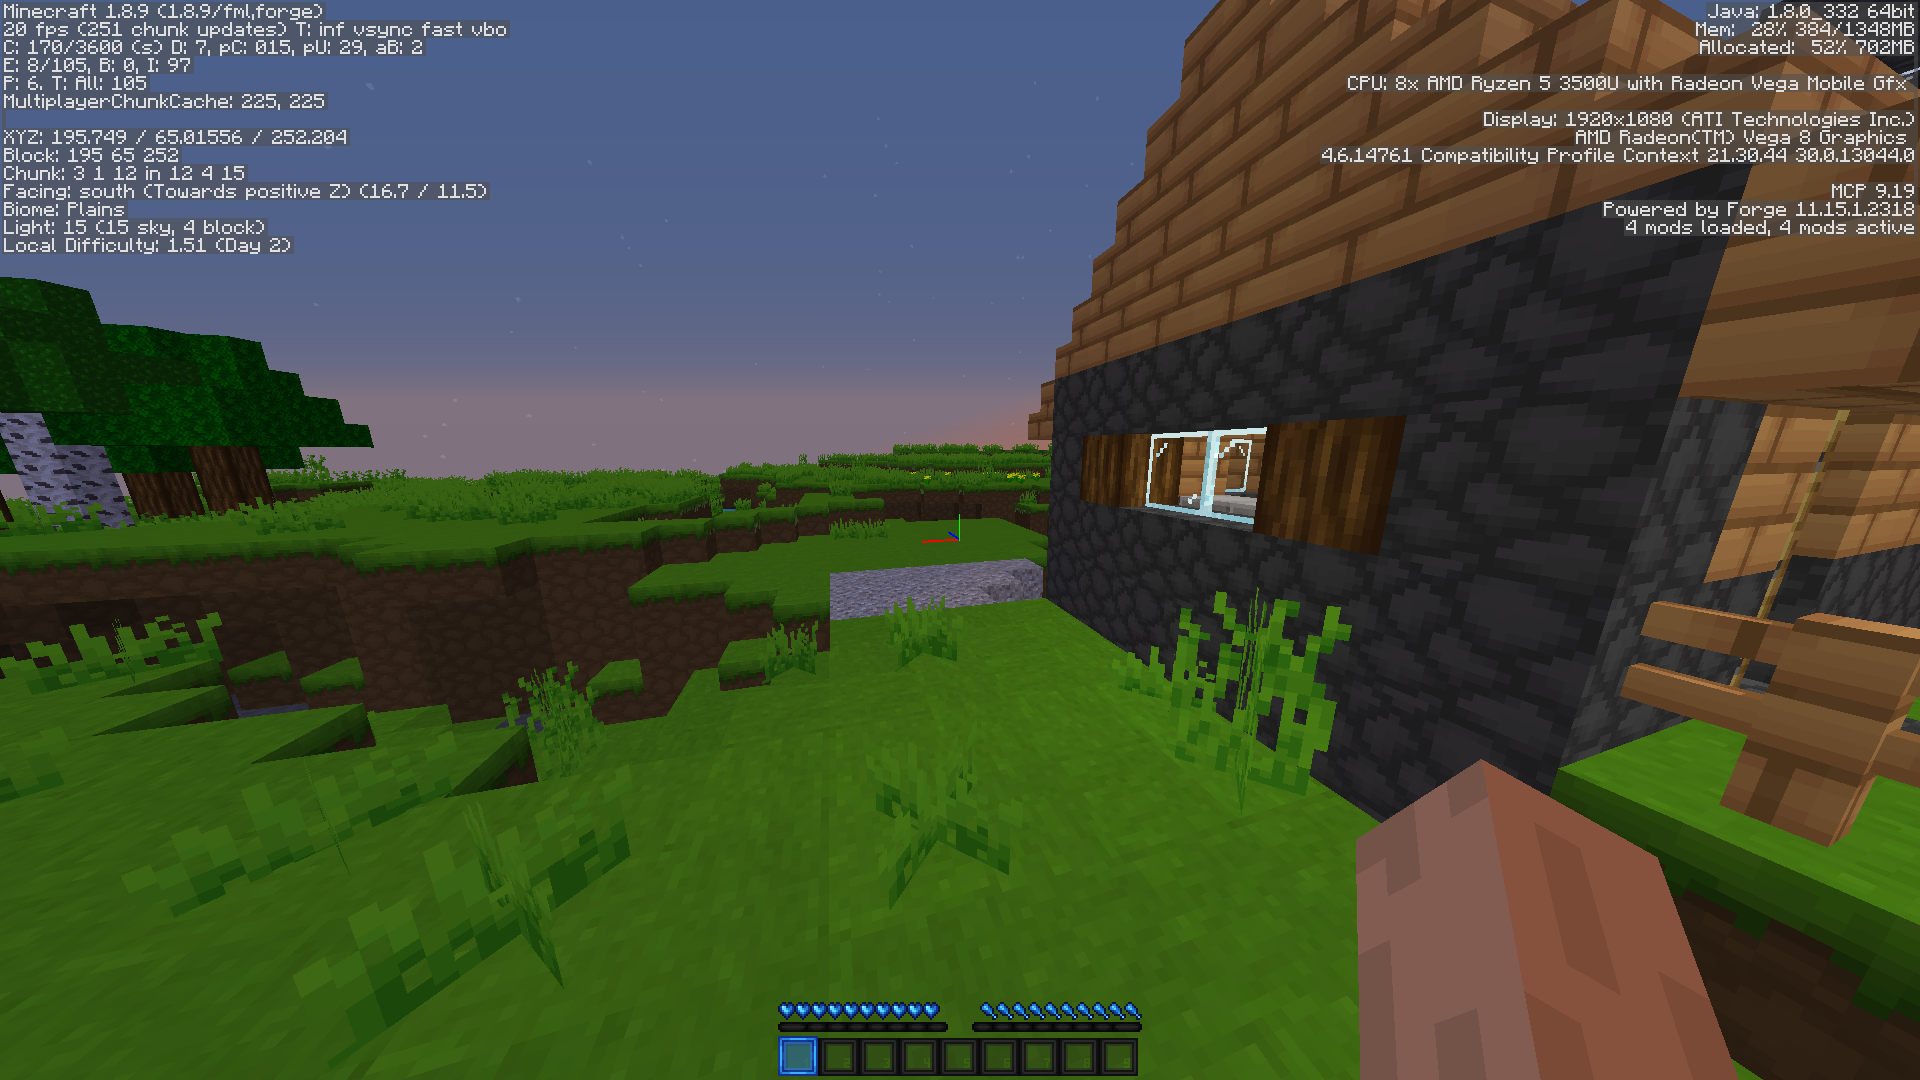 Minecraft 1.8.9 (1.8.9/fml,forge)
20 fps (251 chunk updates) T: inf vsync fast vbo
C: 170/3600 (s) D: 7, pC: 015, pU: 29, aB: 2
E: 8/105, B: 0, I: 97
P: 6. T: All: 105
MultiplayerChunkCache: 225, 225
XYZ: 195.749 / 65.01556 / 252.204
Block: 195 65 252
Chunk: 3 1 12 in 12 4 15
Facing: south (Towards positive Z) (16.7 / 11.5)
Biome: Plains
Light: 15 (15 sky, 4 block)
Local Difficulty: 1.51 (Day 2)
Java: 1.8.0_332 64bit
Mem: 28% 384/1348MB
Allocated: 52% 702MB
CPU: 8x AMD Ryzen 5 3500U with Radeon Vega Mobile Gfx
Display: 1920x1080 (ATI Technologies Inc.)
AMD Radeon(TM) Vega 8 Graphics
4.6.14761 Compatibility Profile Context 21.30.44 30.0.13044.0
MCP 9.19
Powered by Forge 11.15.1.2318
4 mods loaded, 4 mods active